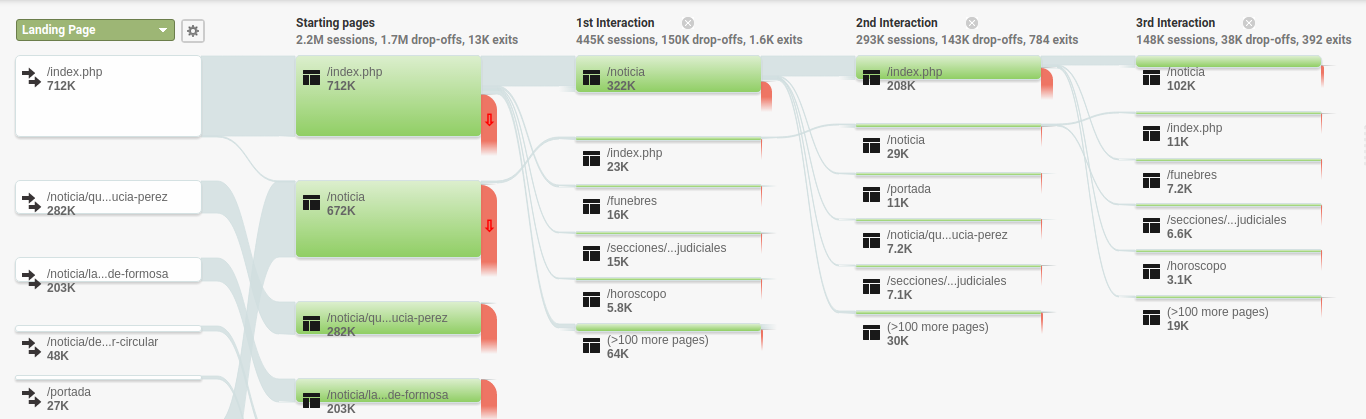 Landing Page
/index.php
712K
/noticia/qu...ucia-perez
282K
/noticia/la...de-formosa
203K
/noticia/de...r-circular
48K
/portada
27K
Starting pages
2.2M sessions, 1.7M drop-offs, 13K exits
/index.php
712K
/noticia
672K
/noticia/qu...ucia-perez
282K
/noticia/la...de-formosa
203K
1st Interaction
445K sessions, 150K drop-offs, 1.6K exits
/noticia
322K
/index.php
23K
/funebres
16K
/secciones/...judiciales
15K
/horoscopo
5.8K
(>100 more pages)
64K
2nd Interaction
293K sessions, 143K drop-offs, 784 exits
/index.php
208K
/noticia
29K
/portada
11K
/noticia/qu...ucia-perez
7.2K
/secciones/...judiciales
7.1K
(>100 more pages)
30K
3rd Interaction
148K sessions, 38K drop-offs, 392 exits
/noticia
102K
/index.php
11K
/funebres
7.2K
/secciones/...judiciales
6.6K
/horoscopo
3.1K
(>100 more pages)
19K